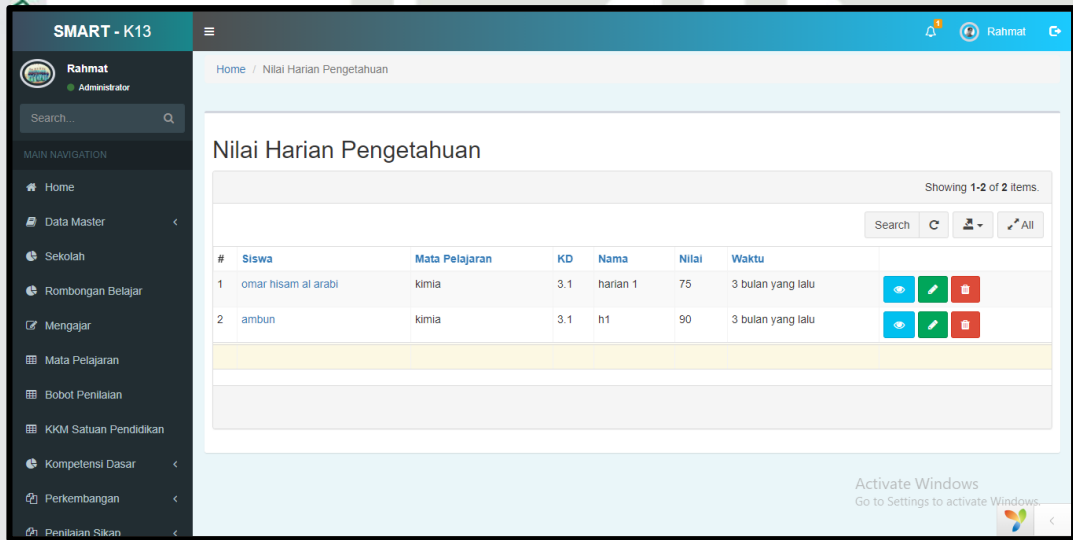 SMART - K13
1
Rahmat
Rahmat
Administrator
Search...
MAIN NAVIGATION
Home
Data Master
Sekolah
Rombongan Belajar
Mengajar
Mata Pelajaran
Bobot Penilaian
KKM Satuan Pendidikan
Kompetensi Dasar
Perkembangan
Penilaian Sikap
Home / Nilai Harian Pengetahuan
Nilai Harian Pengetahuan
Showing 1-2 of 2 items.
Search All
# Siswa Mata Pelajaran KD Nama Nilai Waktu
1 omar hisam al arabi kimia 3.1 harian 1 75 3 bulan yang lalu
2 ambun kimia 3.1 h1 90 3 bulan yang lalu
Activate Windows
Go to Settings to activate Windows.